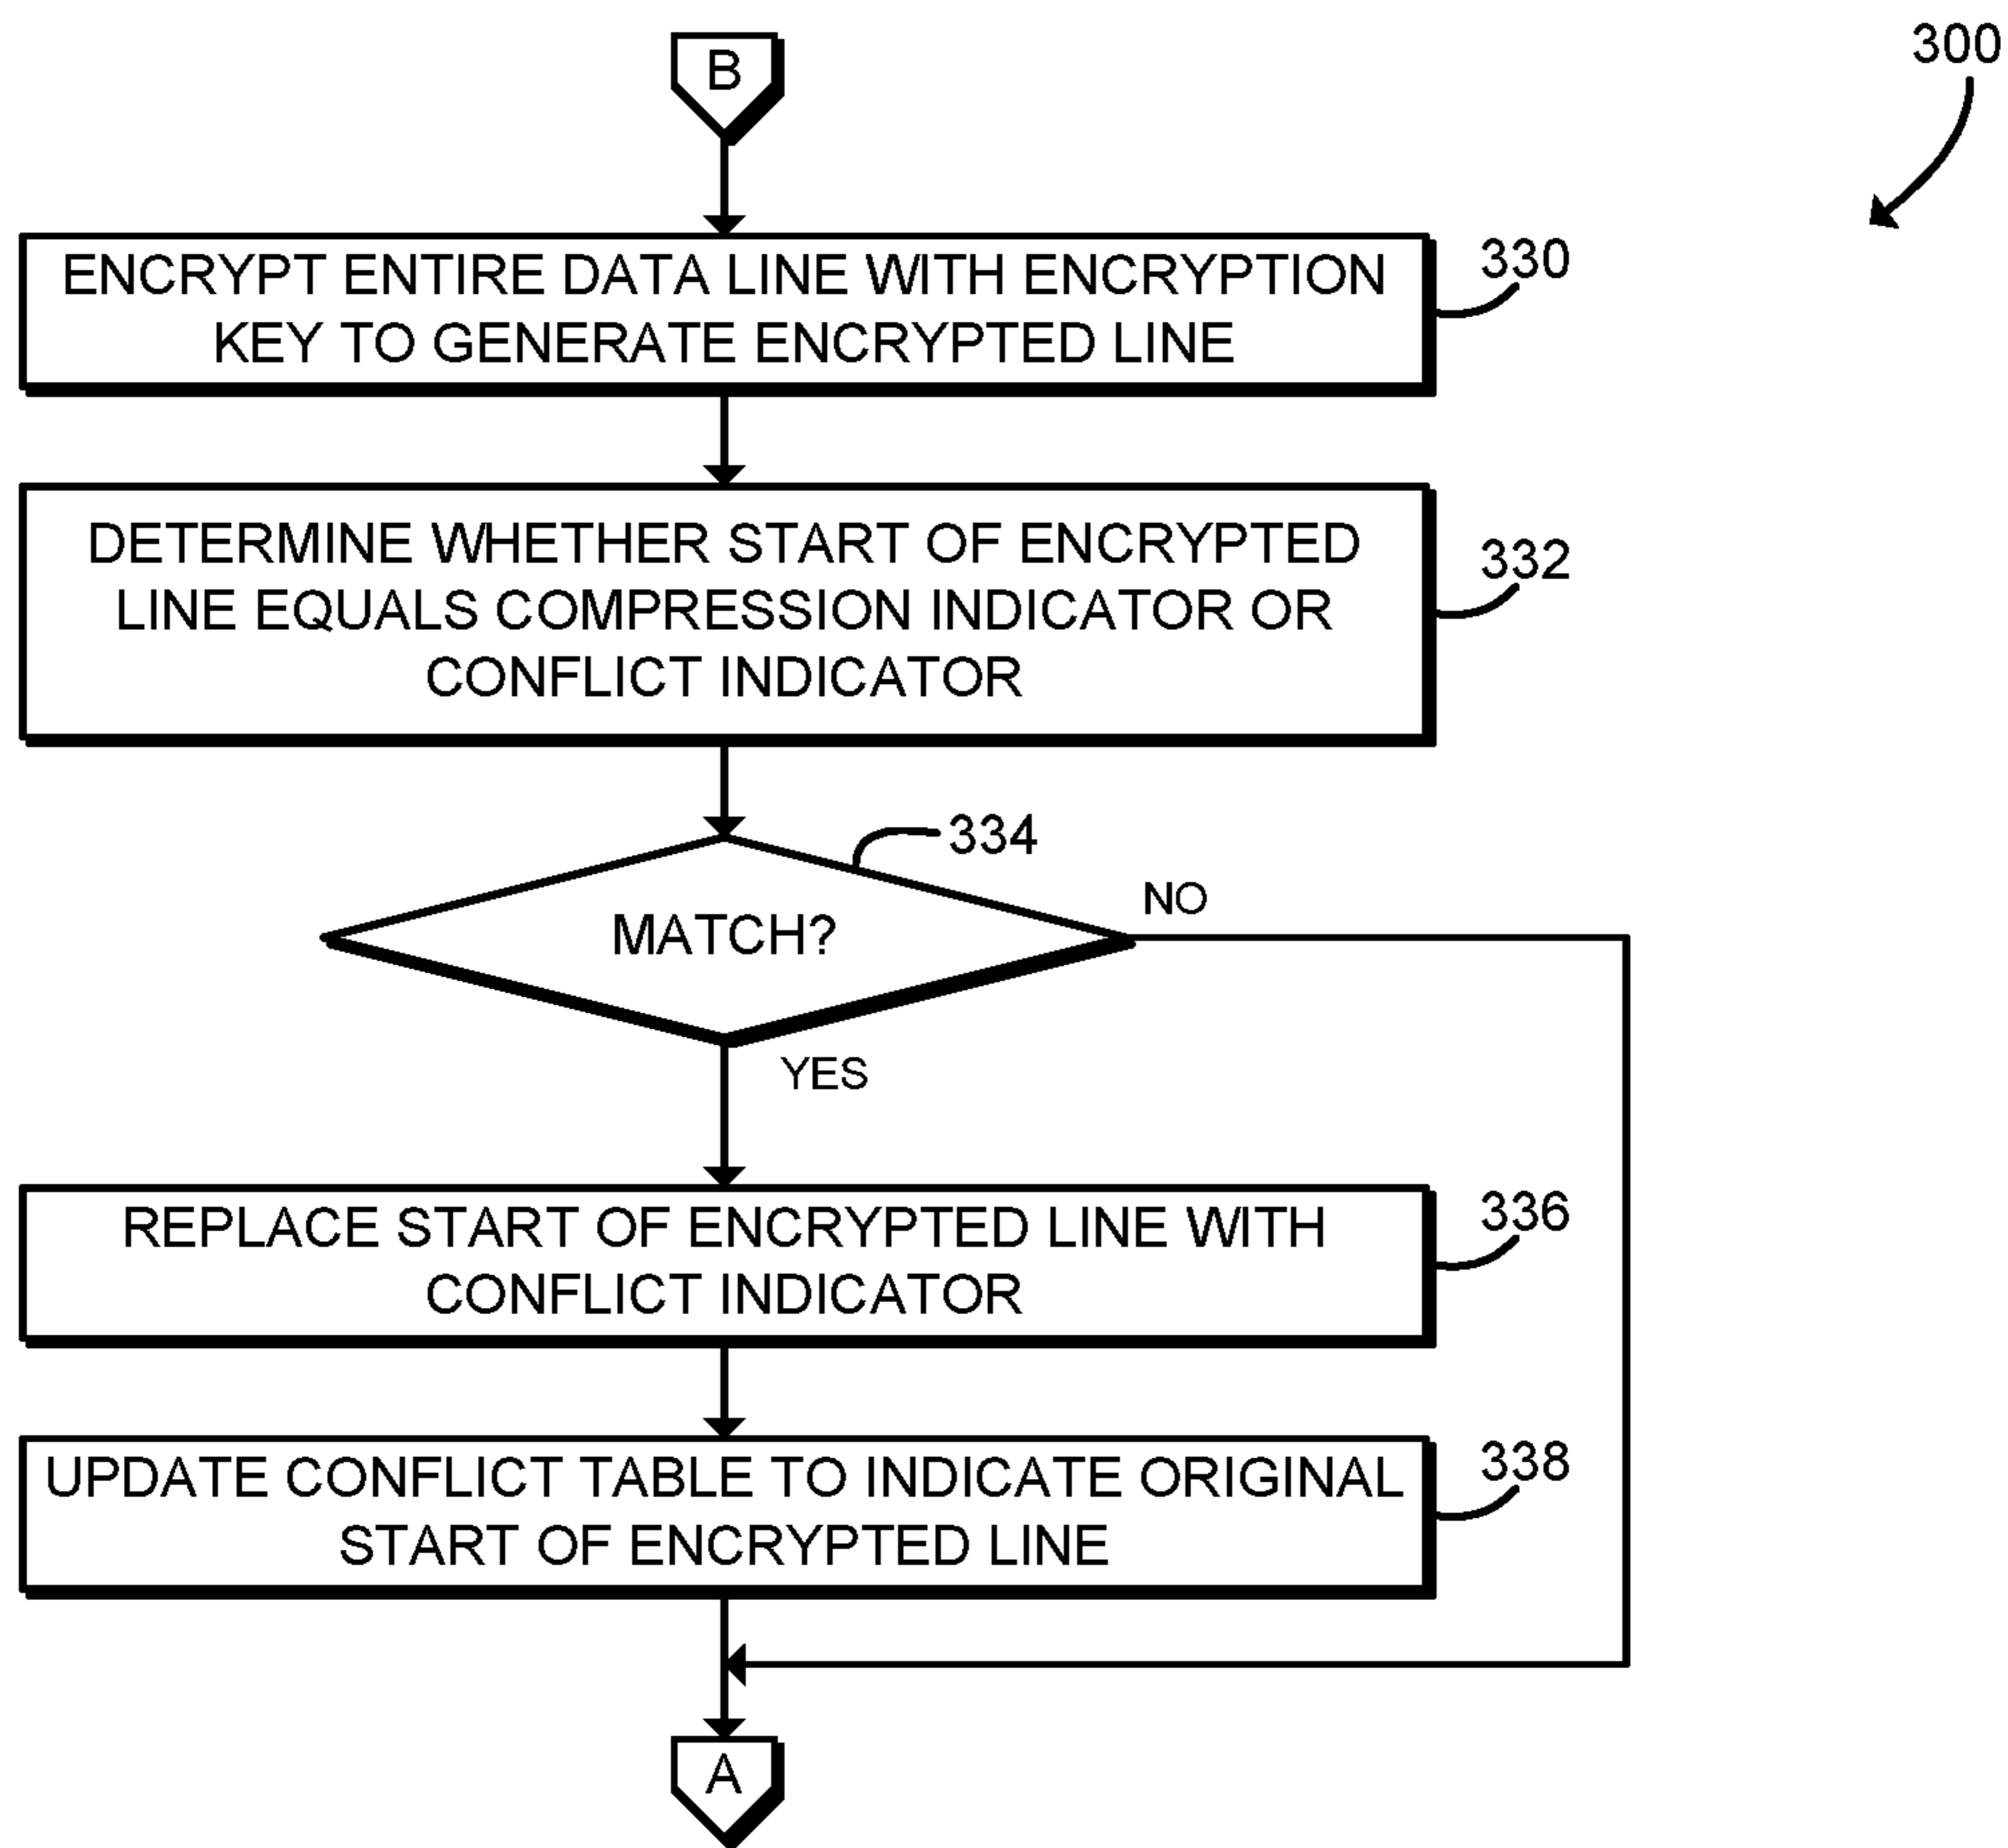 B
300
ENCRYPT ENTIRE DATA LINE WITH ENCRYPTION
KEY TO GENERATE ENCRYPTED LINE
330
DETERMINE WHETHER START OF ENCRYPTED
LINE EQUALS COMPRESSION INDICATOR OR
CONFLICT INDICATOR
332
334
MATCH?
NO
YES
REPLACE START OF ENCRYPTED LINE WITH
CONFLICT INDICATOR
336
UPDATE CONFLICT TABLE TO INDICATE ORIGINAL
START OF ENCRYPTED LINE
338
A